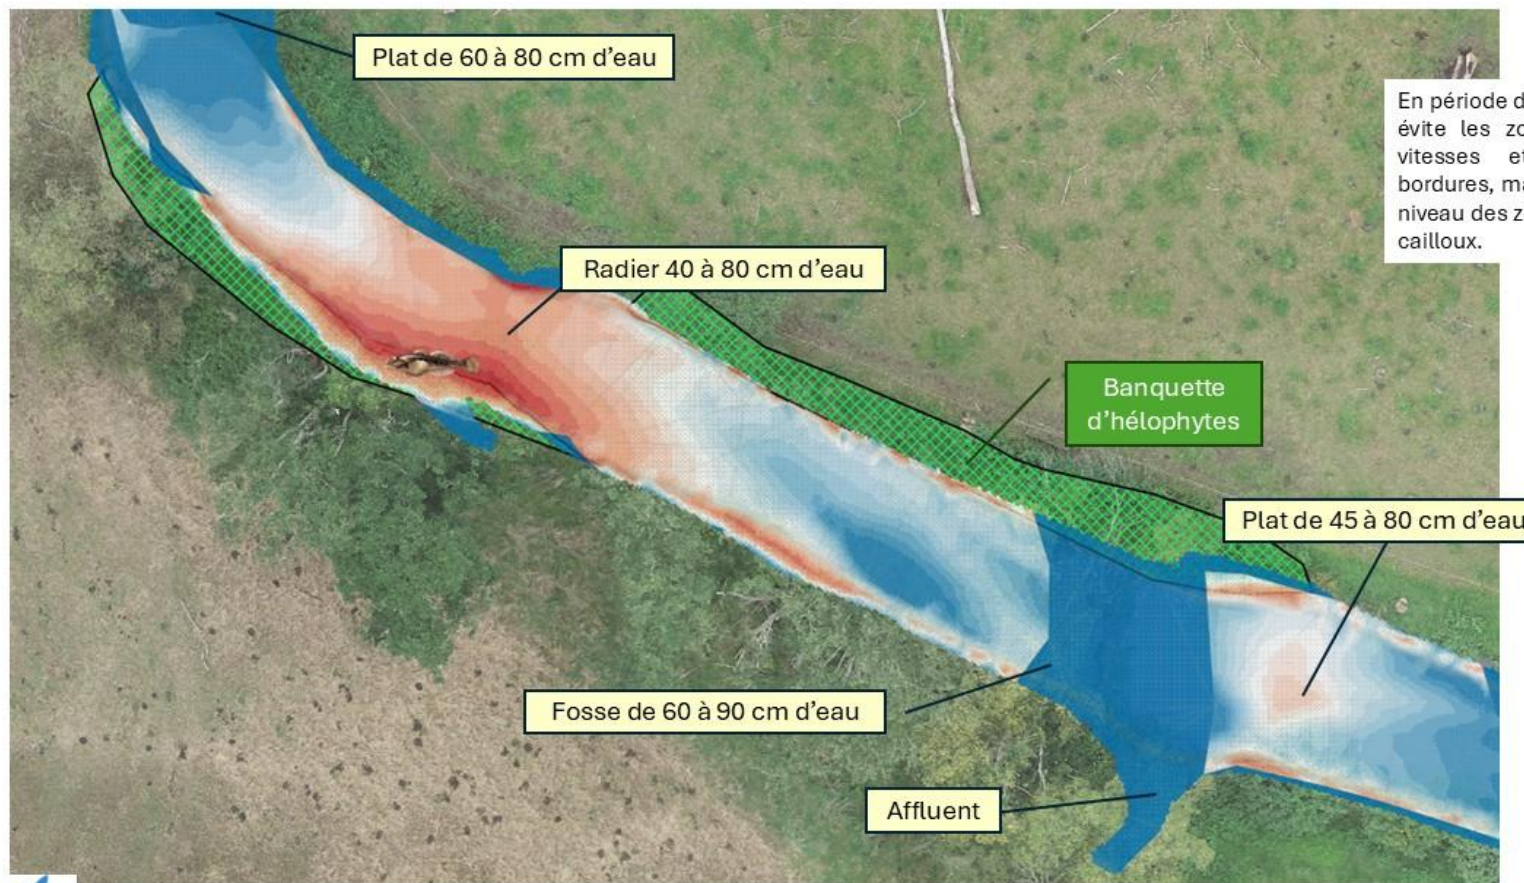 Plat de 60 à 80 cm d'eau
En période d
évite les zo
vitesses et
bordures, ma
niveau des z
cailloux.
Radier 40 à 80 cm d'eau
Banquette
d'hélophytes
Plat de 45 à 80 cm d'eau
Fosse de 60 à 90 cm d'eau
Affluent